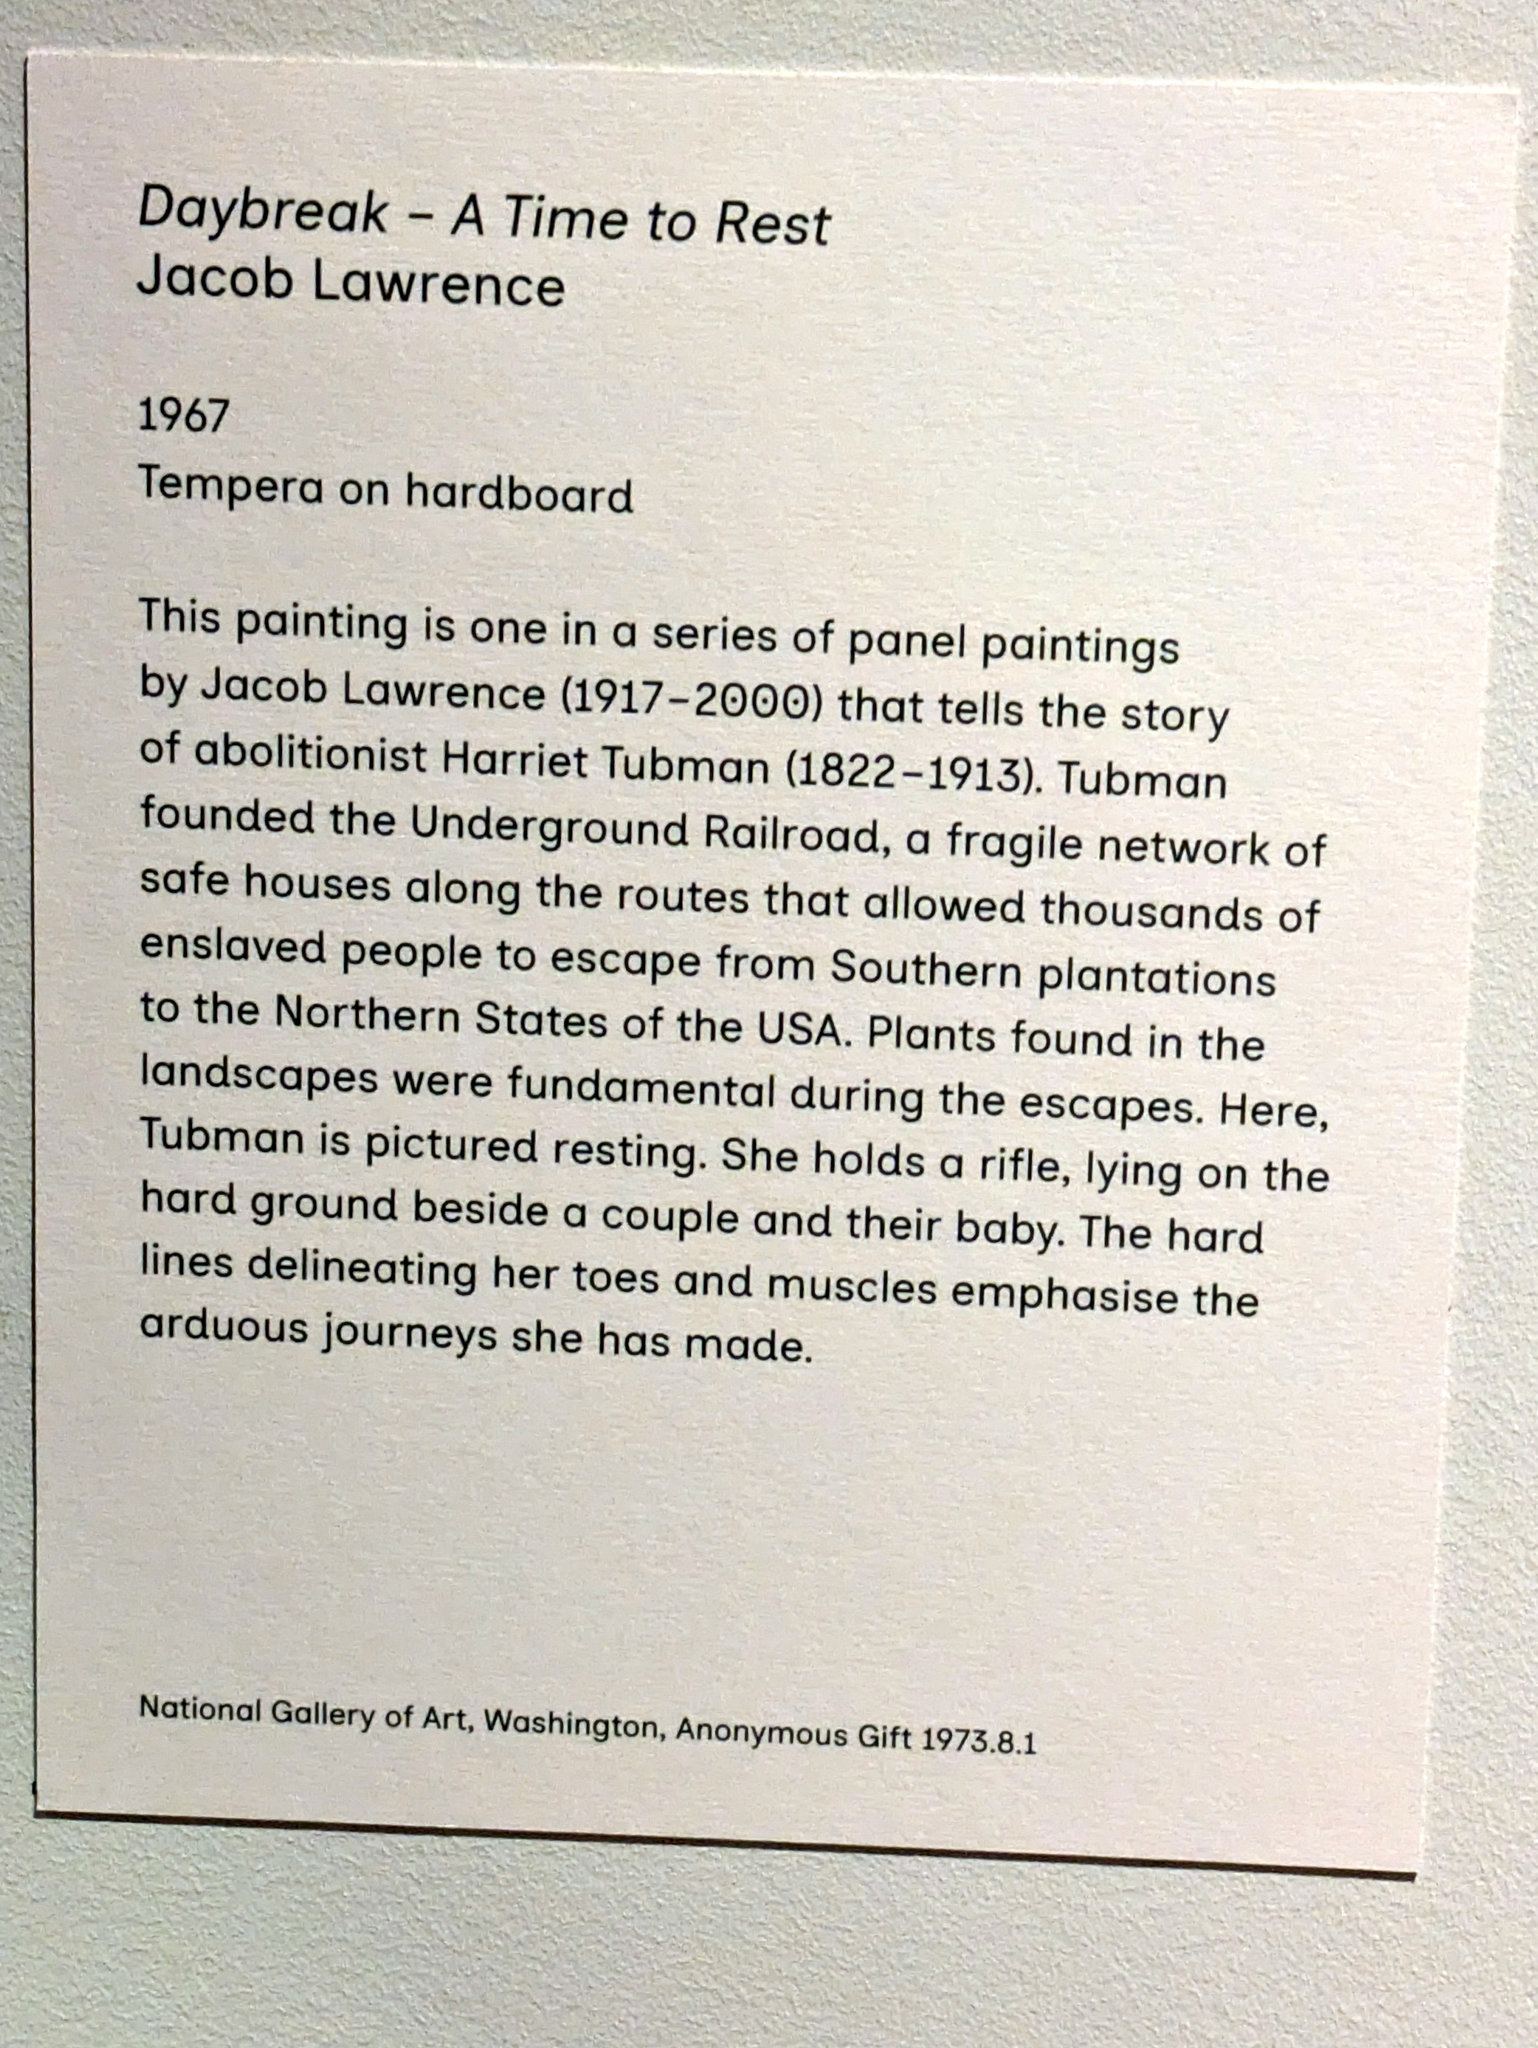 Daybreak – A Time to Rest
Jacob Lawrence
1967
Tempera on hardboard
This painting is one in a series of panel paintings
by Jacob Lawrence (1917–2000) that tells the story
of abolitionist Harriet Tubman (1822–1913). Tubman
founded the Underground Railroad, a fragile network of
safe houses along the routes that allowed thousands of
enslaved people to escape from Southern plantations
to the Northern States of the USA. Plants found in the
landscapes were fundamental during the escapes. Here,
Tubman is pictured resting. She holds a rifle, lying on the
hard ground beside a couple and their baby. The hard
lines delineating her toes and muscles emphasise the
arduous journeys she has made.
National Gallery of Art, Washington, Anonymous Gift 1973.8.1